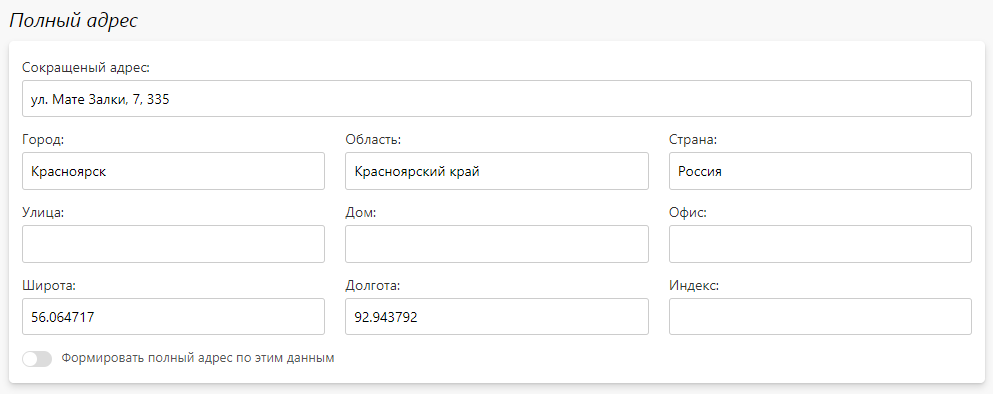 Полный адрес
Сокращеный адрес:
ул. Мате Залки, 7, 335
Город: Область: Страна:
Красноярск Красноярский край Россия
Улица: Дом: Офис:
Широта: Долгота: Индекс:
56.064717 92.943792
Формировать полный адрес по этим данным